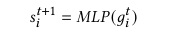 $s_i^{t+1} = MLP(g_i^t)$